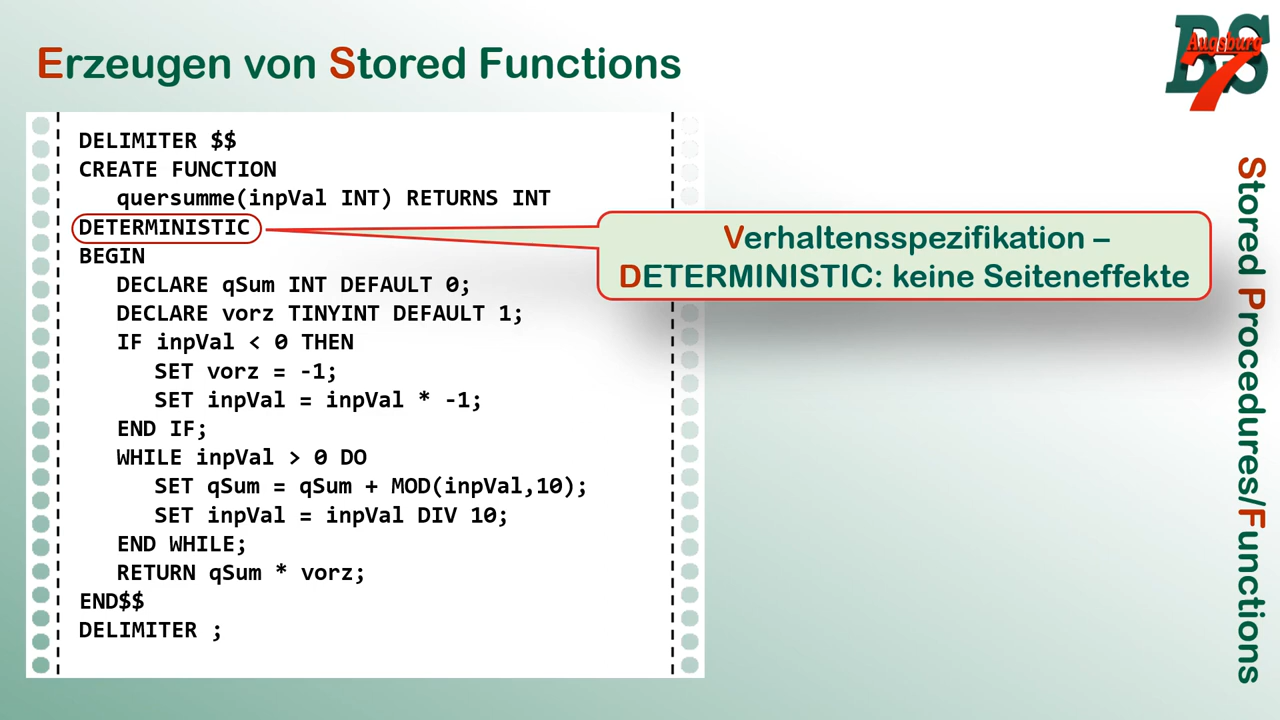 Erzeugen von Stored Functions
BS
Augsburg
7
DELIMITER $$
CREATE FUNCTION
quersumme(inpVal INT) RETURNS INT
DETERMINISTIC
BEGIN
DECLARE qSum INT DEFAULT 0;
DECLARE vorz TINYINT DEFAULT 1;
IF inpVal < 0 THEN
SET vorz = -1;
SET inpVal = inpVal * -1;
END IF;
WHILE inpVal > 0 DO
SET qSum = qSum + MOD(inpVal,10);
SET inpVal = inpVal DIV 10;
END WHILE;
RETURN qSum * vorz;
END$$
DELIMITER ;
Verhaltensspezifikation –
DETERMINISTIC: keine Seiteneffekte
Stored Procedures/Functions